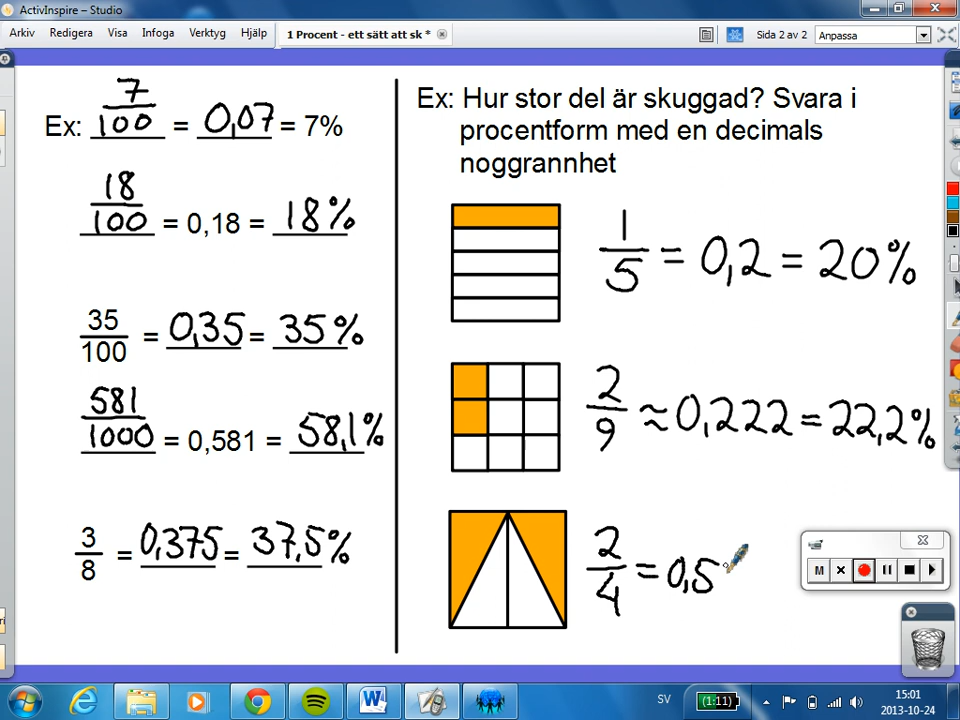 ActivInspire – Studio
Arkiv Redigera Visa Infoga Verktyg Hjälp
1 Procent - ett sätt att sk *
Sida 2 av 2
Anpassa
Ex: 7/100 = 0,07 = 7%
18/100 = 0,18 = 18%
35/100 = 0,35 = 35%
581/1000 = 0,581 = 58,1%
3/8 = 0,375 = 37,5%
Ex: Hur stor del är skuggad? Svara i
procentform med en decimals
noggrannhet
1/5 = 0,2 = 20%
2/9 ≈ 0,222 = 22,2%
2/4 = 0,5
M
ri
SV
(1:11)
15:01
2013-10-24